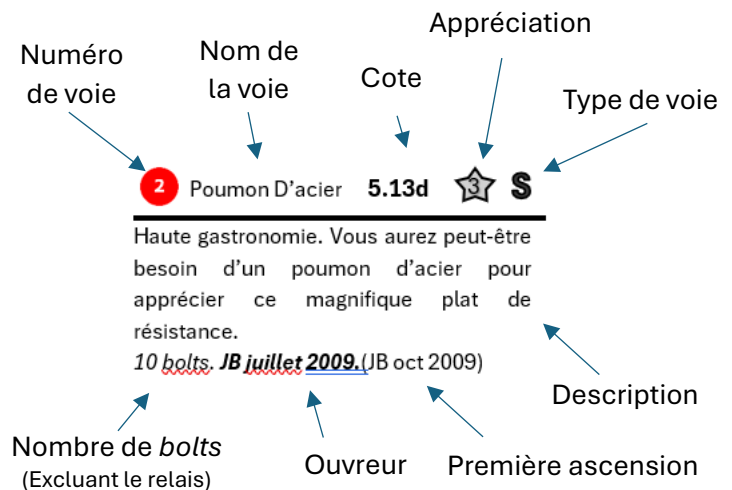 Appréciation
Numéro
de voie
Nom de
la voie
Cote
Type de voie
2 Poumon D'acier 5.13d 3 S
Haute gastronomie. Vous aurez peut-être
besoin d'un poumon d'acier pour
apprécier ce magnifique plat de
résistance.
10 bolts. JB juillet 2009.(JB oct 2009)
Description
Nombre de bolts
(Excluant le relais)
Ouvreur
Première ascension